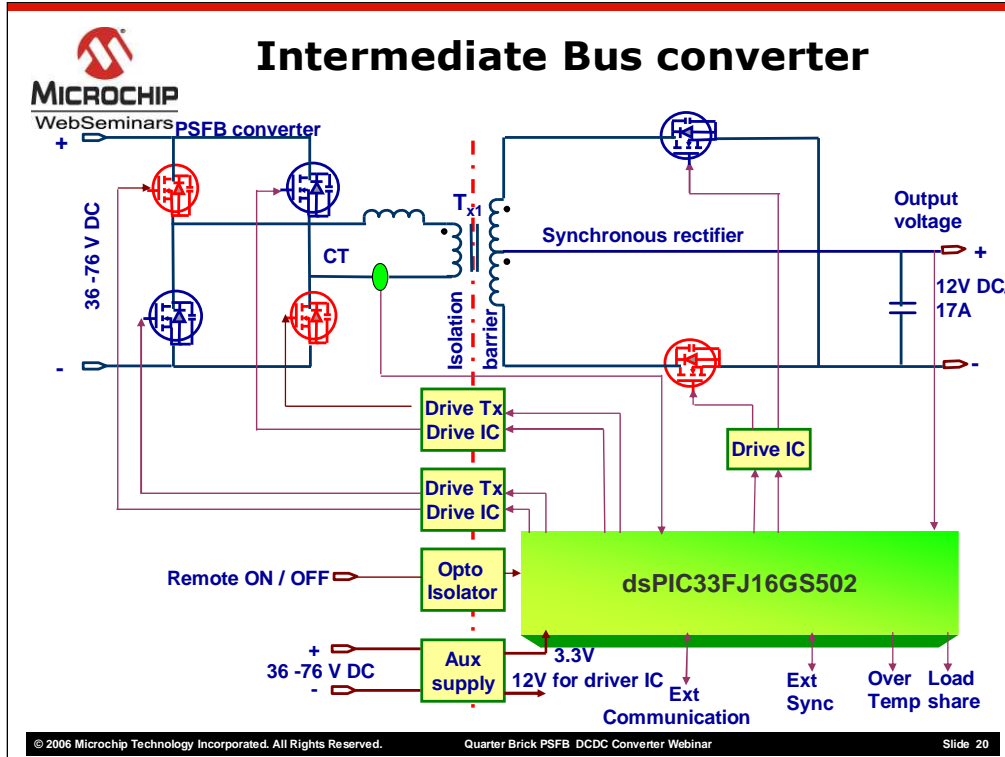 Intermediate Bus converter
MICROCHIP
WebSeminars
PSFB converter
+
36 -76 V DC
-
CT
Tx1
Isolation
barrier
Synchronous rectifier
Output
voltage
+
12V DC.
17A
-
Drive Tx
Drive IC
Drive IC
Drive Tx
Drive IC
Remote ON / OFF
Opto
Isolator
dsPIC33FJ16GS502
+
36 -76 V DC
-
Aux
supply
3.3V
12V for driver IC
Ext
Communication
Ext
Sync
Over
Temp
Load
share
© 2006 Microchip Technology Incorporated. All Rights Reserved.
Quarter Brick PSFB DCDC Converter Webinar
Slide 20